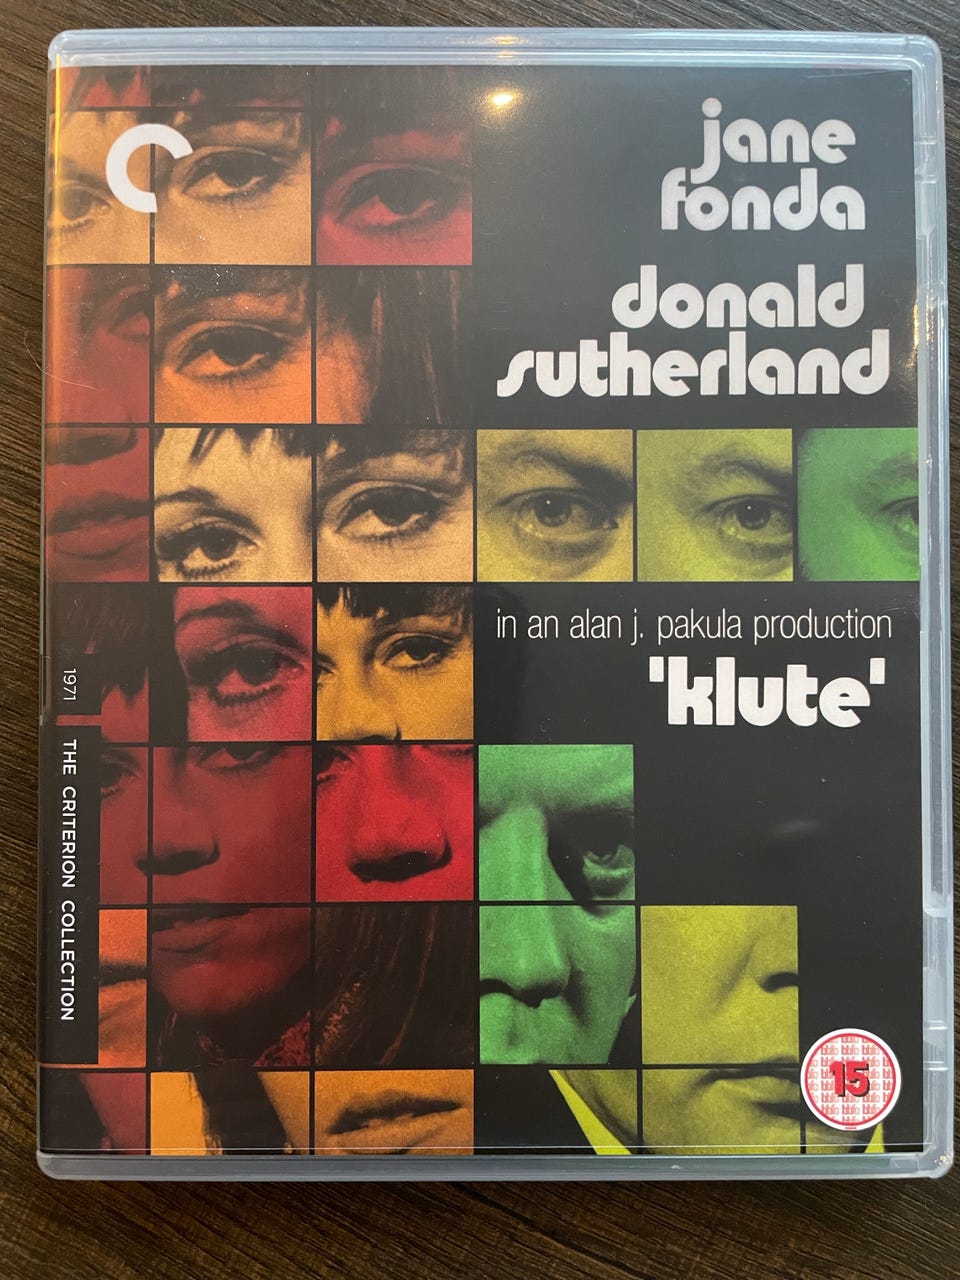 jane
fonda
donald
sutherland
in an alan j. pakula production
'klute'
1971
THE CRITERION COLLECTION
15